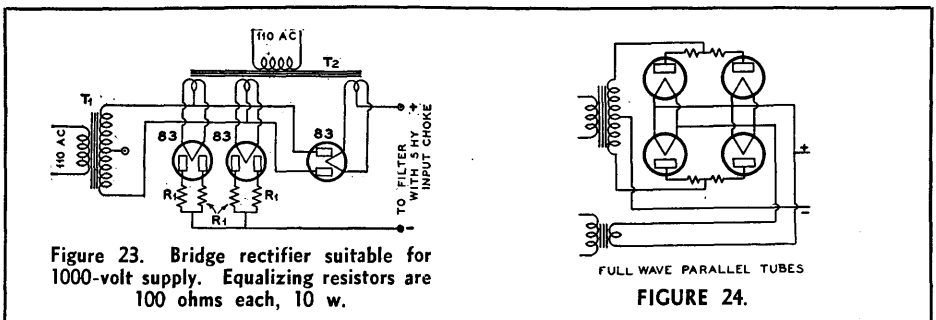 110 AC
T2
T1
110 AC
83
83
83
+
TO FILTER
WITH 5 HY
INPUT CHOKE
-
R1
R1
R1
Figure 23. Bridge rectifier suitable for
1000-volt supply. Equalizing resistors are
100 ohms each, 10 w.
+
-
FULL WAVE PARALLEL TUBES
FIGURE 24.